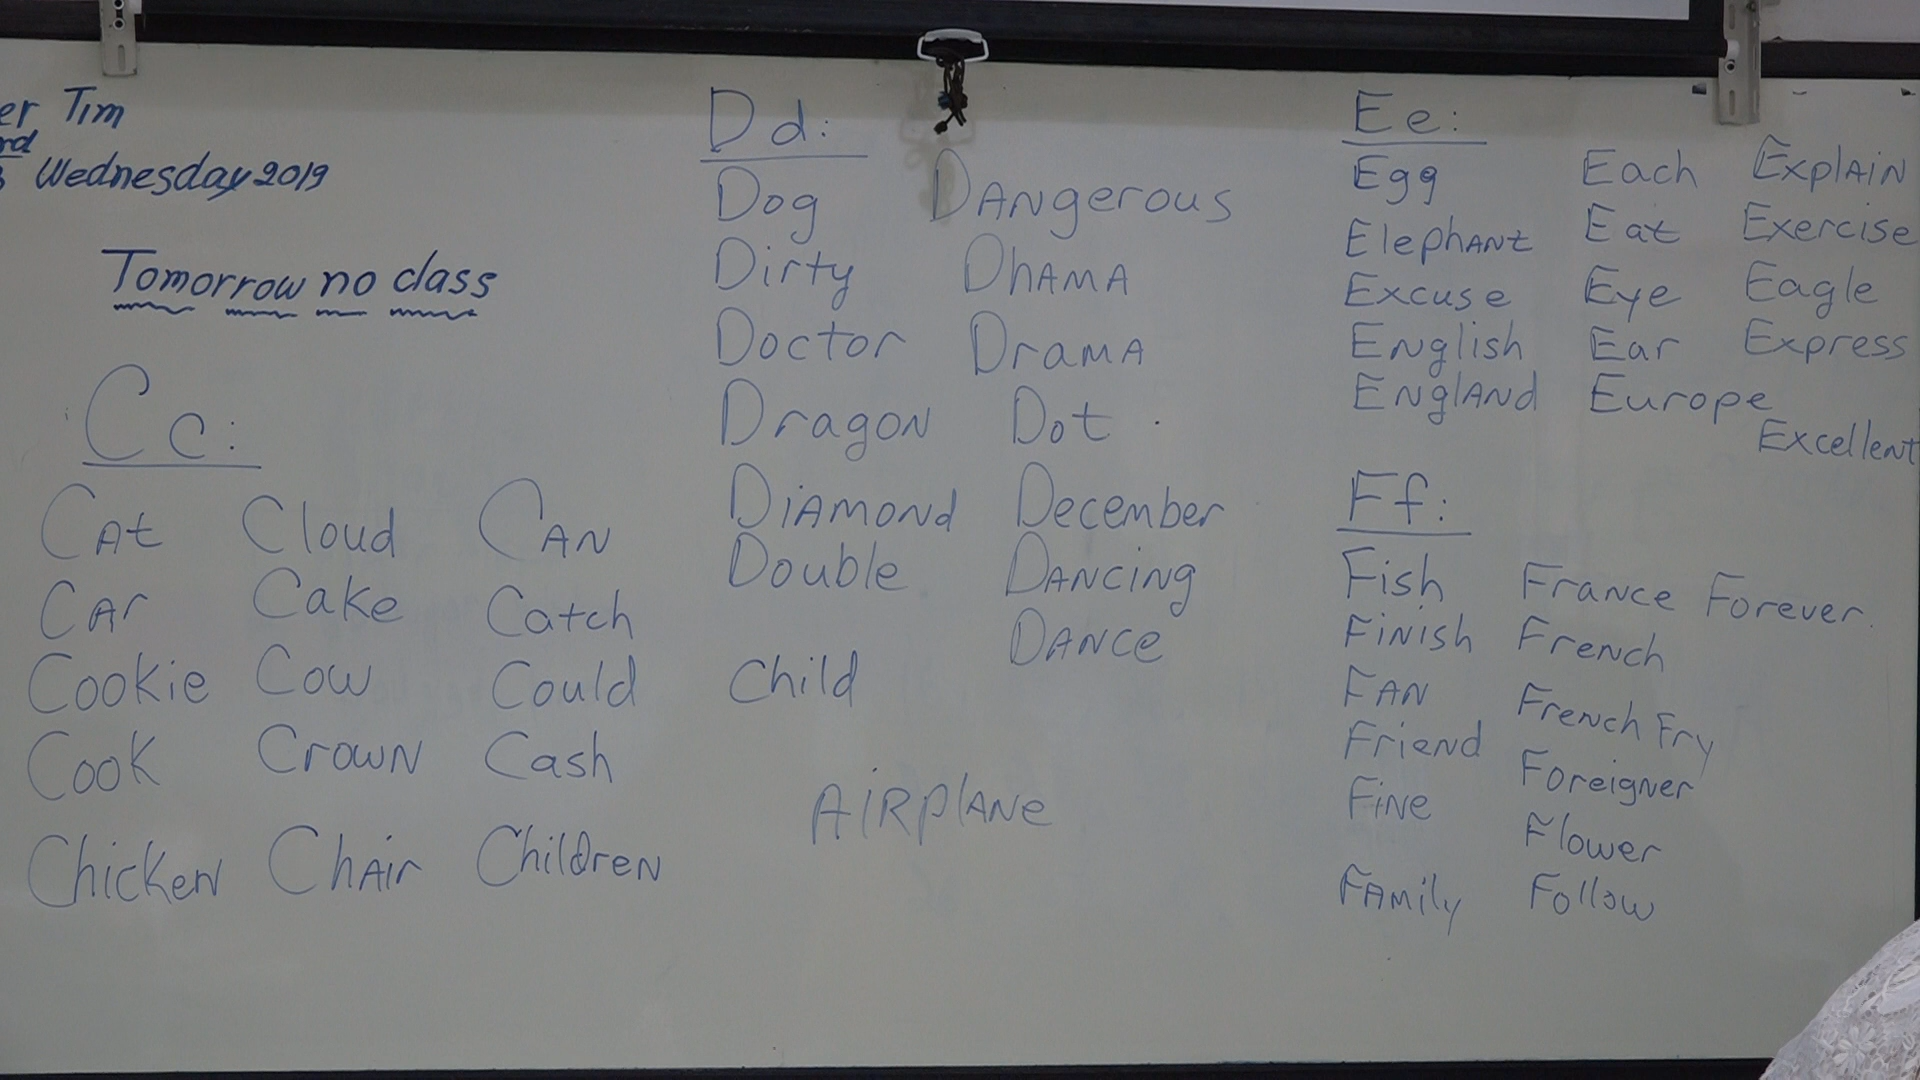 er Tim
rd
Wednesday 2019
Tomorrow no class
Cc:
CAt Cloud CAN
CAr Cake Catch
Cookie Cow Could
Cook Crown Cash
Chicken Chair Children
Dd:
Dog DANgerous
Dirty DhAMA
Doctor DramA
Dragon Dot
DiAMond December
Double DANciNg
DANce
Child
AiRplANe
Ee:
Egg Each ExplAiN
ElephANt Eat Exercise
Excuse Eye Eagle
ENglish Ear Express
ENglANd Europe
Excellent
Ff:
Fish FraNce Forever.
FiNish FreNch
FAN FreNch Fry
FrieNd ForeigNer
FiNe Flower
FAmily Follow